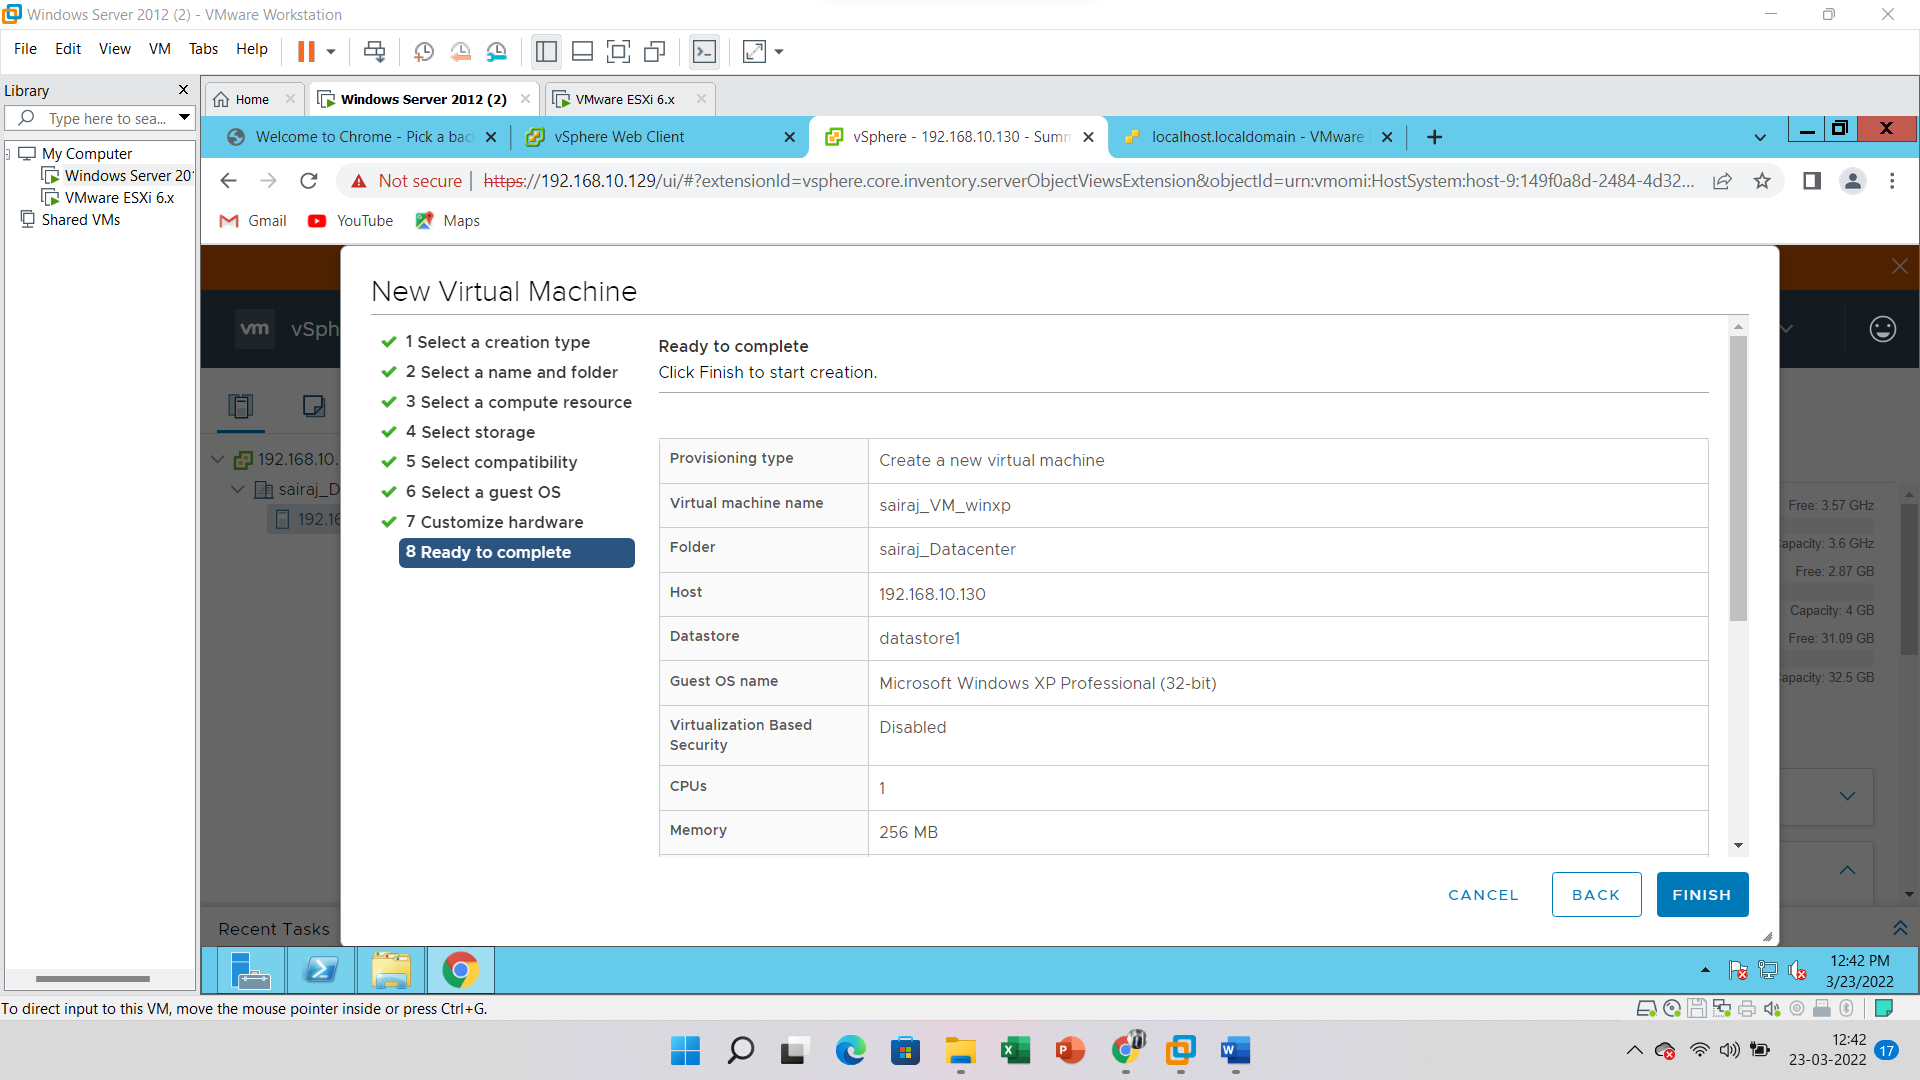 Windows Server 2012 (2) - VMware Workstation
File Edit View VM Tabs Help
Library
Type here to sea...
My Computer
Windows Server 20
VMware ESXi 6.x
Shared VMs
Home
Windows Server 2012 (2)
VMware ESXi 6.x
Welcome to Chrome - Pick a bac
vSphere Web Client
vSphere - 192.168.10.130 - Summ
localhost.localdomain - VMware
Not secure
https://192.168.10.129/ui/#?extensionId=vsphere.core.inventory.serverObjectViewsExtension&objectId=urn:vmomi:HostSystem:host-9:149f0a8d-2484-4d32...
Gmail
YouTube
Maps
vm
vSph
192.168.10.
sairaj_D
192.16
New Virtual Machine
1 Select a creation type
2 Select a name and folder
3 Select a compute resource
4 Select storage
5 Select compatibility
6 Select a guest OS
7 Customize hardware
8 Ready to complete
Ready to complete
Click Finish to start creation.
Provisioning type Create a new virtual machine
Virtual machine name sairaj_VM_winxp
Folder sairaj_Datacenter
Host 192.168.10.130
Datastore datastore1
Guest OS name Microsoft Windows XP Professional (32-bit)
Virtualization Based Disabled
Security
CPUs 1
Memory 256 MB
CANCEL
BACK
FINISH
Free: 3.57 GHz
apacity: 3.6 GHz
Free: 2.87 GB
Capacity: 4 GB
Free: 31.09 GB
apacity: 32.5 GB
Recent Tasks
12:42 PM
3/23/2022
To direct input to this VM, move the mouse pointer inside or press Ctrl+G.
12:42
23-03-2022
17